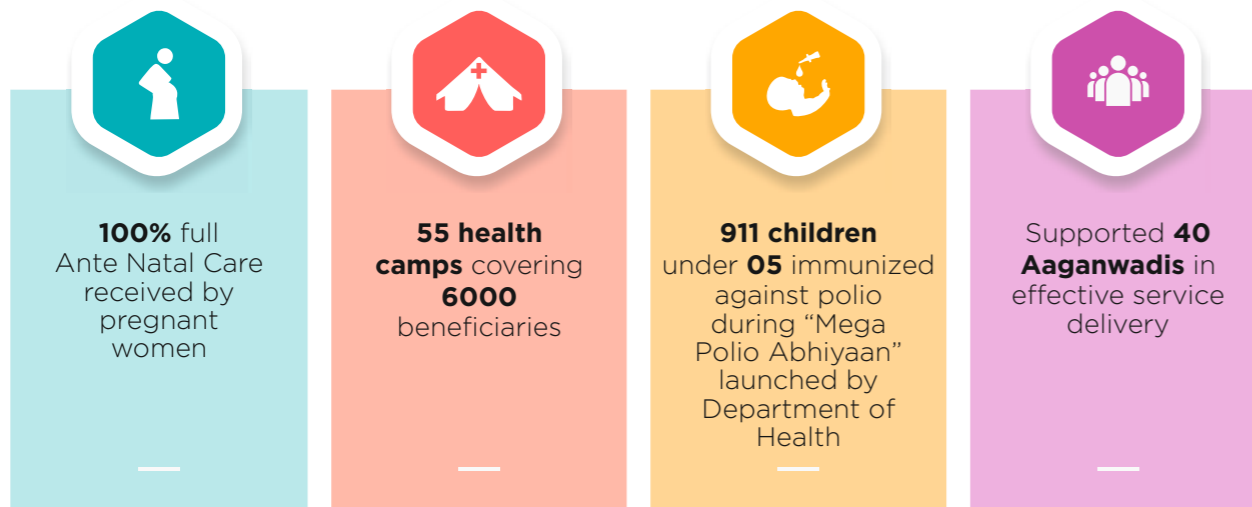 100% full
Ante Natal Care
received by
pregnant
women
55 health
camps covering
6000
beneficiaries
911 children
under 05 immunized
against polio
during “Mega
Polio Abhiyaan”
launched by
Department of
Health
Supported 40
Aaganwadis in
effective service
delivery